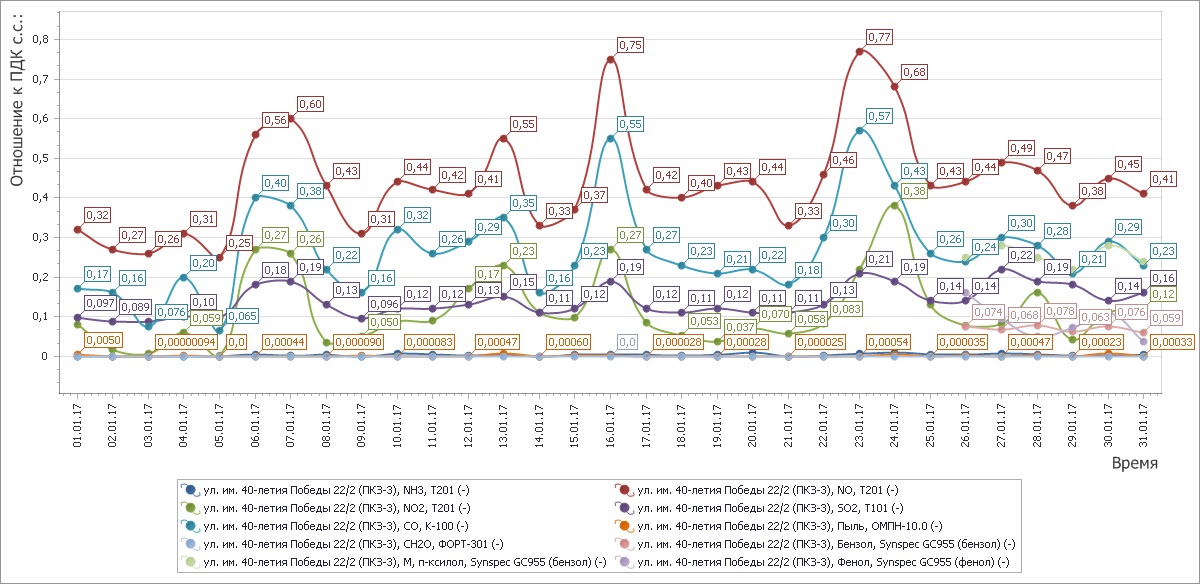 Отношение к ПДК с.с.:
0,8
0,7
0,6
0,5
0,4
0,3
0,2
0,1
0
0,32 0,27 0,26 0,31 0,25 0,56 0,60 0,43 0,31 0,44 0,42 0,41 0,55 0,33 0,37 0,75 0,42 0,40 0,43 0,44 0,33 0,46 0,77 0,68 0,43 0,44 0,49 0,47 0,38 0,45 0,41
0,17 0,16 0,076 0,20 0,065 0,40 0,38 0,22 0,16 0,32 0,26 0,29 0,35 0,16 0,23 0,55 0,27 0,23 0,21 0,22 0,18 0,30 0,57 0,43 0,26 0,24 0,30 0,28 0,21 0,29 0,23
0,097 0,089 0,10 0,18 0,19 0,13 0,096 0,12 0,12 0,13 0,15 0,11 0,12 0,19 0,12 0,11 0,12 0,11 0,11 0,13 0,21 0,19 0,14 0,14 0,22 0,19 0,18 0,14 0,16
0,059 0,27 0,26 0,050 0,17 0,23 0,27 0,053 0,037 0,070 0,058 0,083 0,38 0,12
0,074 0,068 0,078 0,063 0,076 0,059
0,0050 0,00000094 0,0 0,00044 0,000090 0,000083 0,00047 0,00060 0,0 0,000028 0,00028 0,000025 0,00054 0,000035 0,00047 0,00023 0,00033
01.01.17 02.01.17 03.01.17 04.01.17 05.01.17 06.01.17 07.01.17 08.01.17 09.01.17 10.01.17 11.01.17 12.01.17 13.01.17 14.01.17 15.01.17 16.01.17 17.01.17 18.01.17 19.01.17 20.01.17 21.01.17 22.01.17 23.01.17 24.01.17 25.01.17 26.01.17 27.01.17 28.01.17 29.01.17 30.01.17 31.01.17
Время
ул. им. 40-летия Победы 22/2 (ПКЗ-3), NH3, T201 (-)
ул. им. 40-летия Победы 22/2 (ПКЗ-3), NO, T201 (-)
ул. им. 40-летия Победы 22/2 (ПКЗ-3), NO2, T201 (-)
ул. им. 40-летия Победы 22/2 (ПКЗ-3), SO2, T101 (-)
ул. им. 40-летия Победы 22/2 (ПКЗ-3), CO, К-100 (-)
ул. им. 40-летия Победы 22/2 (ПКЗ-3), Пыль, ОМПН-10.0 (-)
ул. им. 40-летия Победы 22/2 (ПКЗ-3), CH2O, ФОРТ-301 (-)
ул. им. 40-летия Победы 22/2 (ПКЗ-3), Бензол, Synspec GC955 (бензол) (-)
ул. им. 40-летия Победы 22/2 (ПКЗ-3), М, п-ксилол, Synspec GC955 (бензол) (-)
ул. им. 40-летия Победы 22/2 (ПКЗ-3), Фенол, Synspec GC955 (фенол) (-)